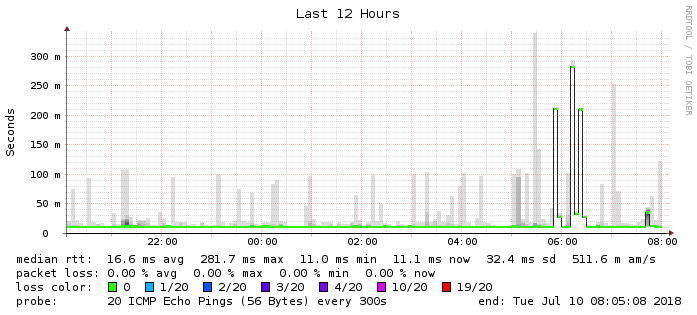 Last 12 Hours
RRDTOOL / TOBI OETIKER
Seconds
300 m
250 m
200 m
150 m
100 m
50 m
0
22:00 00:00 02:00 04:00 06:00 08:00
median rtt: 16.6 ms avg 281.7 ms max 11.0 ms min 11.1 ms now 32.4 ms sd 511.6 m am/s
packet loss: 0.00 % avg 0.00 % max 0.00 % min 0.00 % now
loss color: 0 1/20 2/20 3/20 4/20 10/20 19/20
probe: 20 ICMP Echo Pings (56 Bytes) every 300s end: Tue Jul 10 08:05:08 2018